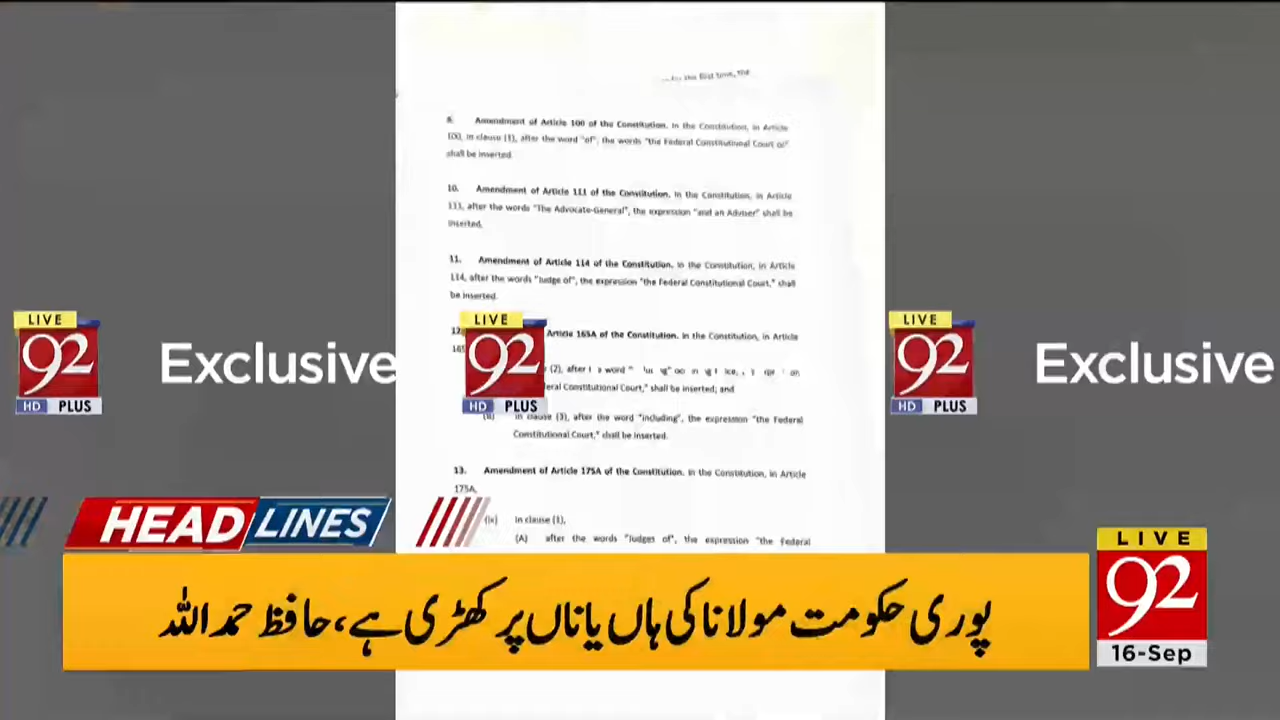 for the first time, the
9. Amendment of Article 100 of the Constitution. In the Constitution, in Article
100, in clause (1), after the word "of", the words "the Federal Constitutional Court or"
shall be inserted.
10. Amendment of Article 111 of the Constitution. In the Constitution, in Article
111, after the words "The Advocate-General", the expression "and an Adviser" shall be
inserted.
11. Amendment of Article 114 of the Constitution. In the Constitution, in Article
114, after the words "Judge of", the expression "the Federal Constitutional Court," shall
be inserted.
12. Article 165A of the Constitution. In the Constitution, in Article
(2), after word
Constitutional Court," shall be inserted; and
(ii) in clause (3), after the word "including", the expression "the Federal
Constitutional Court," shall be inserted.
13. Amendment of Article 175A of the Constitution. In the Constitution, in Article
175A,
(ix) in clause (1),
(A) after the words "Judges of", the expression "the Federal
LIVE
92
HD PLUS
Exclusive
LIVE
92
HD PLUS
LIVE
92
HD PLUS
Exclusive
HEADLINES
پوری حکومت مولانا کی ہاں یا ناں پر کھڑی ہے، حافظ حمد اللہ
LIVE
92
16-Sep